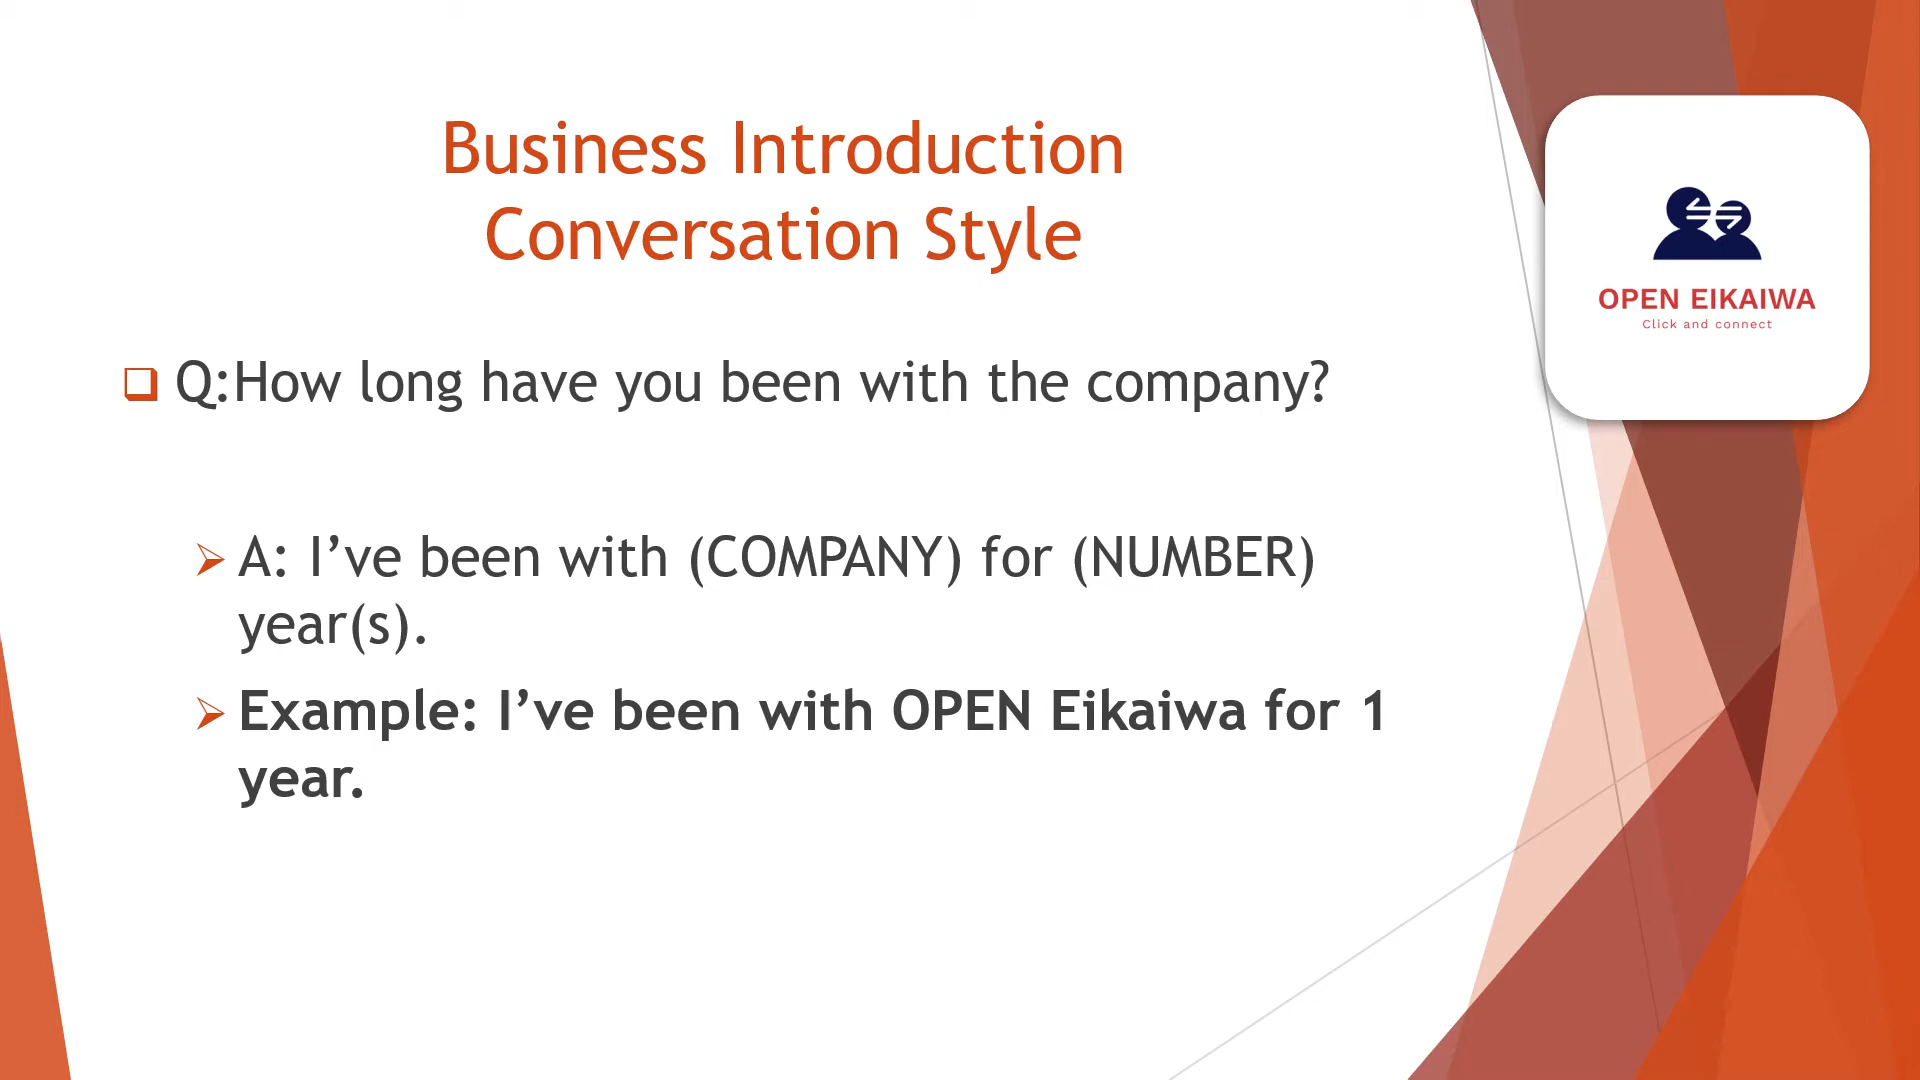 Business Introduction
Conversation Style
OPEN EIKAIWA
Click and connect
Q:How long have you been with the company?
A: I’ve been with (COMPANY) for (NUMBER)
year(s).
Example: I’ve been with OPEN Eikaiwa for 1
year.